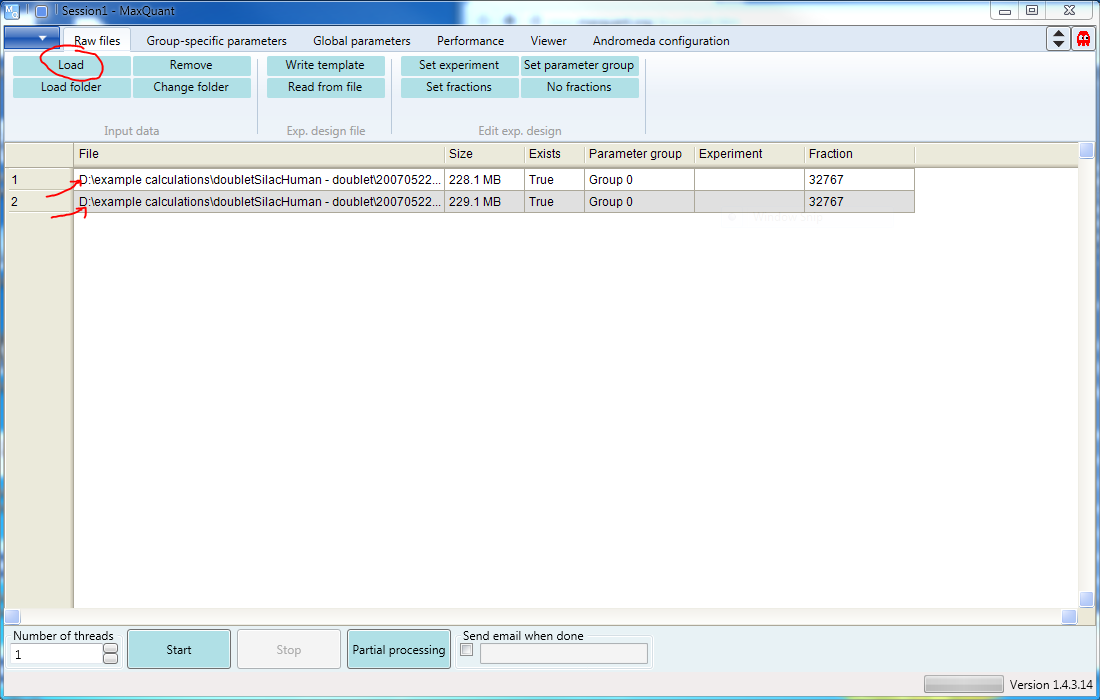 Session1 - MaxQuant
Raw files Group-specific parameters Global parameters Performance Viewer Andromeda configuration
Load Remove Write template Set experiment Set parameter group
Load folder Change folder Read from file Set fractions No fractions
Input data Exp. design file Edit exp. design
File Size Exists Parameter group Experiment Fraction
1 D:\example calculations\doubletSilacHuman - doublet\20070522... 228.1 MB True Group 0 32767
2 D:\example calculations\doubletSilacHuman - doublet\20070522... 229.1 MB True Group 0 32767
Number of threads Send email when done
1 Start Stop Partial processing
Version 1.4.3.14